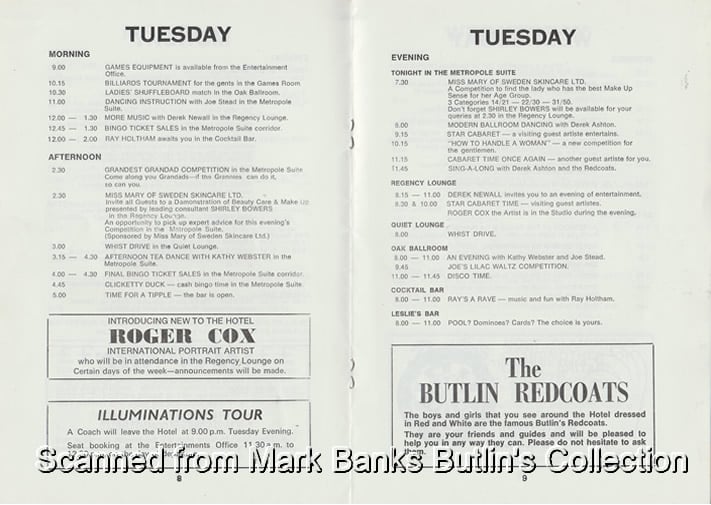 TUESDAY
MORNING
9.00 GAMES EQUIPMENT is available from the Entertainment
Office.
10.15 BILLIARDS TOURNAMENT for the gents in the Games Room.
10.30 LADIES' SHUFFLEBOARD match in the Oak Ballroom.
11.00 DANCING INSTRUCTION with Joe Stead in the Metropole
Suite.
12.00 — 1.30 MORE MUSIC with Derek Newall in the Regency Lounge.
12.45 — 1.30 BINGO TICKET SALES in the Metropole Suite corridor.
12.00 — 2.00 RAY HOLTHAM awaits you in the Cocktail Bar.
AFTERNOON
2.30 GRANDEST GRANDAD COMPETITION in the Metropole Suite
Come along you Grandads—if the Grannies can do it,
so can you.
2.30 MISS MARY OF SWEDEN SKINCARE LTD.
Invite all Guests to a Damonstration of Beauty Care & Make Up
presented by leading consultant SHIRLEY BOWERS
in the Regency Lounge.
An opportunity to pick up expert advice for this evening's
Competition in the Metropole Suite.
(Sponsored by Miss Mary of Sweden Skincare Ltd.)
3.00 WHIST DRIVE in the Quiet Lounge.
3.15 — 4.30 AFTERNOON TEA DANCE WITH KATHY WEBSTER in the
Metropole Suite.
4.00 — 4.30 FINAL BINGO TICKET SALES in the Metropole Suite corridor.
4.45 CLICKETTY DUCK — cash bingo time in the Metropole Suite.
5.00 TIME FOR A TIPPLE — the bar is open.
INTRODUCING NEW TO THE HOTEL
ROGER COX
INTERNATIONAL PORTRAIT ARTIST
who will be in attendance in the Regency Lounge on
Certain days of the week—announcements will be made.
ILLUMINATIONS TOUR
A Coach will leave the Hotel at 9.00 p.m. Tuesday Evening.
Seat booking at the Entertainments Office 11.30 a.m. to
8
TUESDAY
EVENING
TONIGHT IN THE METROPOLE SUITE
7.30 MISS MARY OF SWEDEN SKINCARE LTD.
A Competition to find the lady who has the best Make Up
Sense for her Age Group.
3 Categories 14/21 — 22/30 — 31/50.
Don't forget SHIRLEY BOWERS will be available for your
queries at 2.30 in the Regency Lounge.
8.00 MODERN BALLROOM DANCING with Derek Ashton.
9.15 STAR CABARET — a visiting guest artiste entertains.
10.15 "HOW TO HANDLE A WOMAN" — a new competition for
the gentlemen.
11.15 CABARET TIME ONCE AGAIN — another guest artiste for you.
11.45 SING-A-LONG with Derek Ashton and the Redcoats.
REGENCY LOUNGE
8.15 — 11.00 DEREK NEWALL invites you to an evening of entertainment.
8.30 & 10.00 STAR CABARET TIME — visiting guest artistes.
ROGER COX the Artist is in the Studio during the evening.
QUIET LOUNGE
8.00 WHIST DRIVE.
OAK BALLROOM
8.00 — 11.00 AN EVENING with Kathy Webster and Joe Stead.
9.45 JOE'S LILAC WALTZ COMPETITION.
11.00 — 11.45 DISCO TIME.
COCKTAIL BAR
8.00 — 11.00 RAY'S A RAVE — music and fun with Ray Holtham.
LESLIE'S BAR
8.00 — 11.00 POOL? Dominoes? Cards? The choice is yours.
The
BUTLIN REDCOATS
The boys and girls that you see around the Hotel dressed
in Red and White are the famous Butlin's Redcoats.
They are your friends and guides and will be pleased to
help you in any way they can. Please do not hesitate to ask
them.
9
Scanned from Mark Banks Butlin's Collection